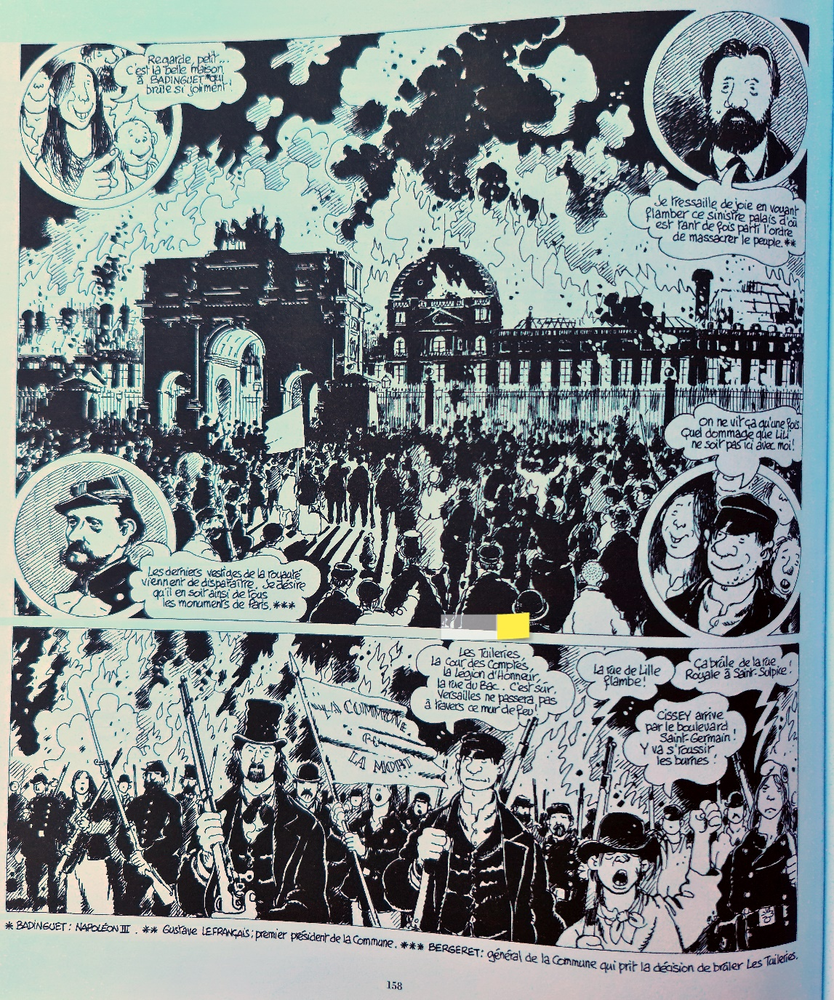 Regarde, petit...
C'est la belle maison
à BADINGUET* qui
brûle si joliment!
Je tressaille de joie en voyant
flamber ce sinistre palais d'où
est tant de fois parti l'ordre
de massacrer le peuple.**
On ne vit ça qu'une fois.
Quel dommage que Lili
ne soit pas ici avec moi!
Les derniers vestiges de la royauté
viennent de disparaître. Je désire
qu'il en soit ainsi de tous
les monuments de Paris.***
Les Tuileries,
la Cour des Comptes,
la Légion d'Honneur,
la rue du Bac. C'est sûr,
Versailles ne passera pas
à travers ce mur de feu!
La rue de Lille
flambe!
Ça brûle de la rue
Royale à Saint-Sulpice!
CISSEY arrive
par le boulevard
Saint-Germain!
Y va s'roussir
les burnes!
LA COMMUNE
OU
LA MORT
* BADINGUET: NAPOLÉON III. ** Gustave LEFRANÇAIS; premier président de la Commune. *** BERGERET: général de la Commune qui prit la décision de brûler Les Tuileries.
158